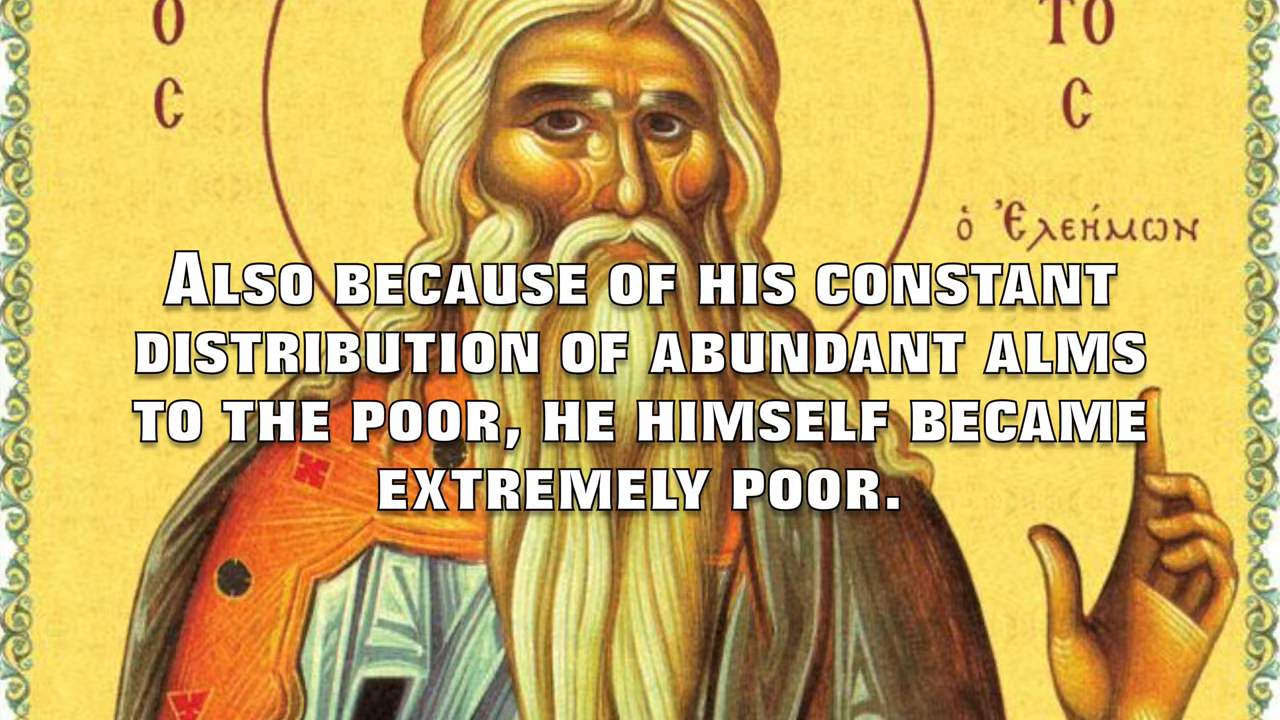 Ο
C
ΤΟ
C
ὁ Ἐλεήμων
Also because of his constant
distribution of abundant alms
to the poor, he himself became
extremely poor.